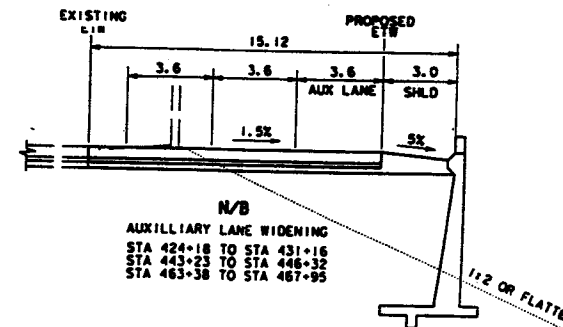 EXISTING
ETW
PROPOSED
ETW
15.12
3.6 3.6 3.6 3.0
AUX LANE SHLD
1.5% 5%
N/B
AUXILLIARY LANE WIDENING
STA 424+18 TO STA 431+16
STA 443+23 TO STA 446+32
STA 463+38 TO STA 467+95
1:2 OR FLATTE